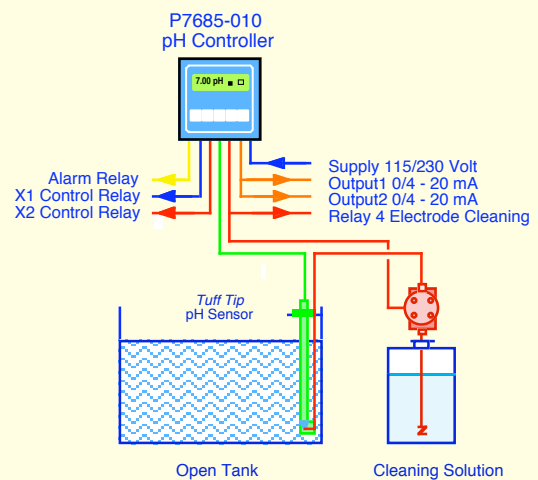 P7685-010
pH Controller
7.00 pH
Alarm Relay
X1 Control Relay
X2 Control Relay
Supply 115/230 Volt
Output1 0/4 - 20 mA
Output2 0/4 - 20 mA
Relay 4 Electrode Cleaning
Tuff Tip
pH Sensor
Open Tank
Cleaning Solution